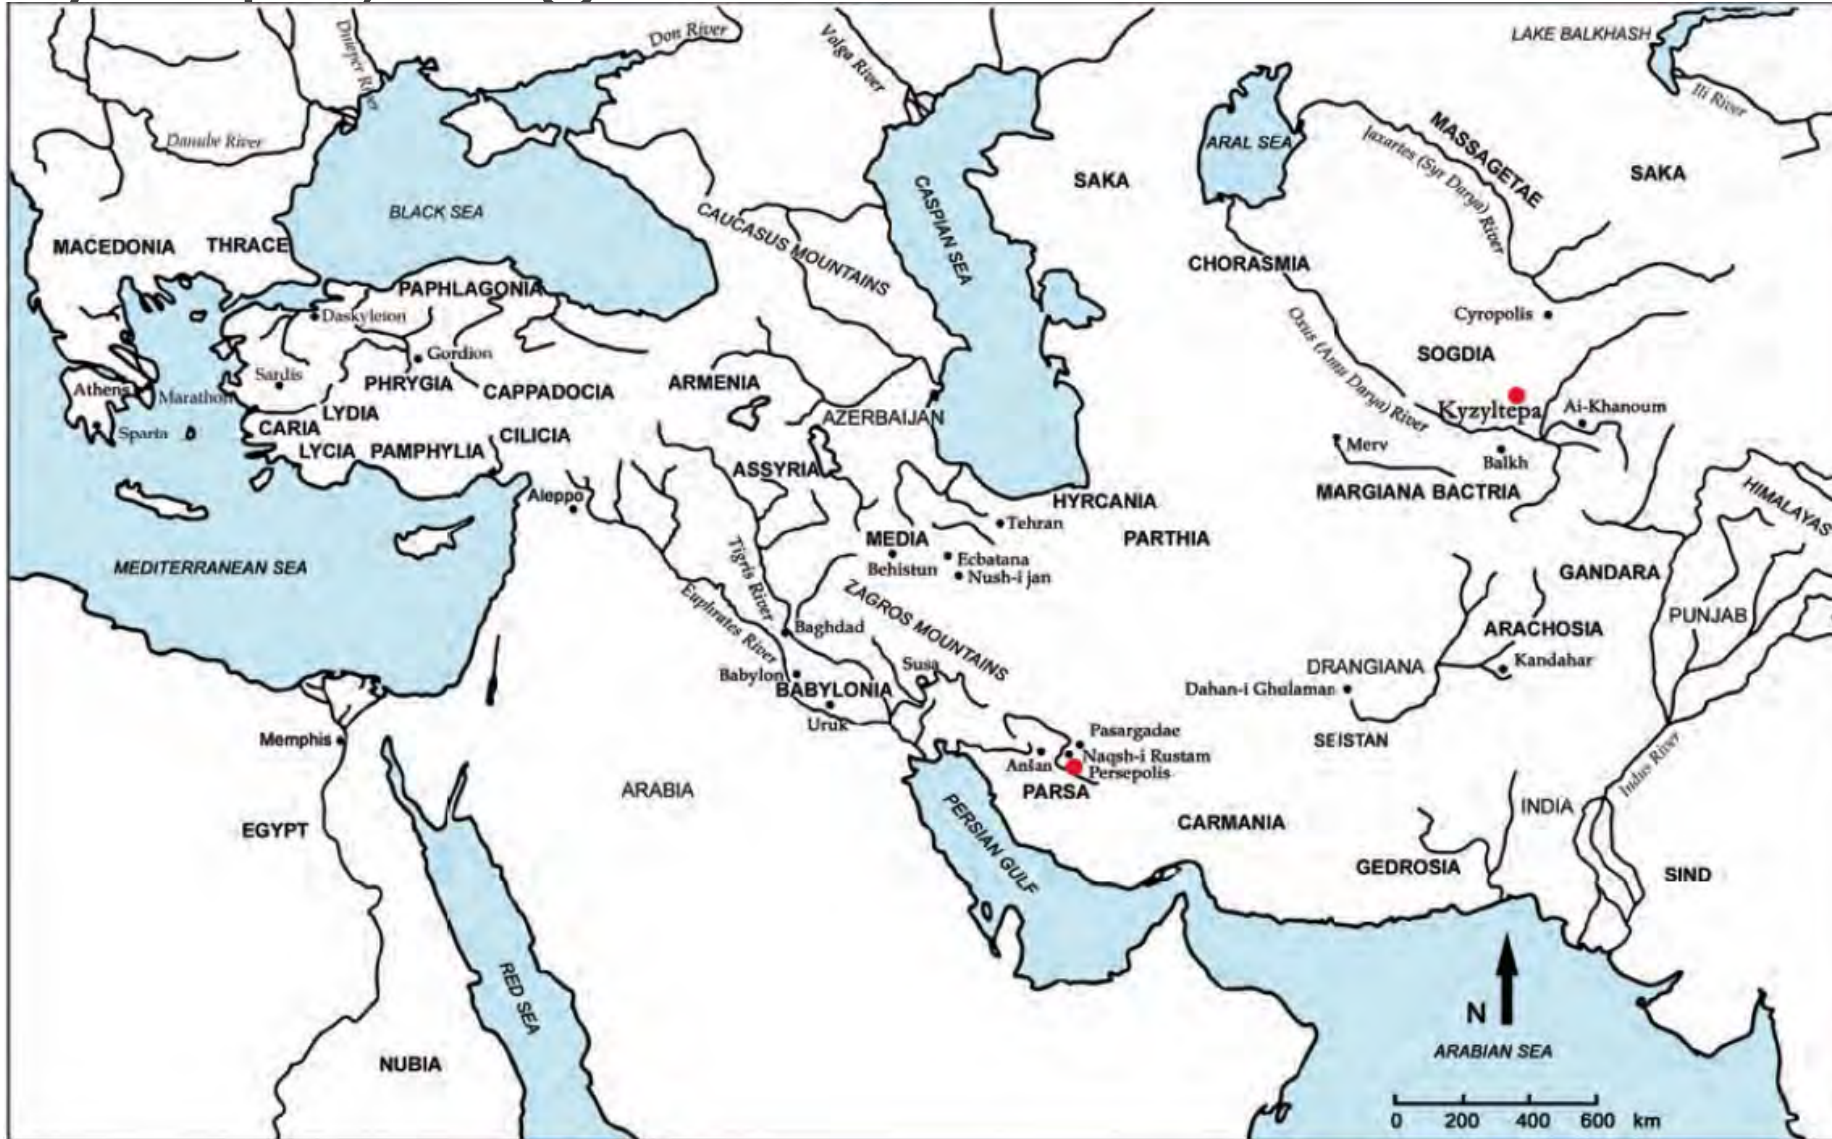 LAKE BALKHASH
Don River
Dnieper River
Volga River
Ili River
Danube River
ARAL SEA
MASSAGETAE
Jaxartes (Syr Darya) River
SAKA
SAKA
BLACK SEA
CASPIAN SEA
CAUCASUS MOUNTAINS
MACEDONIA
THRACE
CHORASMIA
PAPHLAGONIA
Daskyleion
Cyropolis
Oxus (Amu Darya) River
SOGDIA
Gordion
Sardis
PHRYGIA
CAPPADOCIA
ARMENIA
Athens
Marathon
LYDIA
AZERBAIJAN
Kyzyltepa
Ai-Khanoum
CARIA
Sparta
CILICIA
LYCIA
PAMPHYLIA
Merv
Balkh
ASSYRIA
MARGIANA
BACTRIA
HIMALAYAS
Aleppo
HYRCANIA
Tehran
MEDIA
PARTHIA
Behistun
Ecbatana
Nush-i jan
MEDITERRANEAN SEA
Tigris River
Euphrates River
ZAGROS MOUNTAINS
GANDARA
PUNJAB
Baghdad
ARACHOSIA
Kandahar
Susa
DRANGIANA
Babylon
BABYLONIA
Dahan-i Ghulaman
Uruk
Memphis
Pasargadae
Naqsh-i Rustam
Anšan
Persepolis
SEISTAN
PARSA
Indus River
ARABIA
INDIA
EGYPT
PERSIAN GULF
CARMANIA
GEDROSIA
SIND
RED SEA
N
ARABIAN SEA
NUBIA
0 200 400 600 km